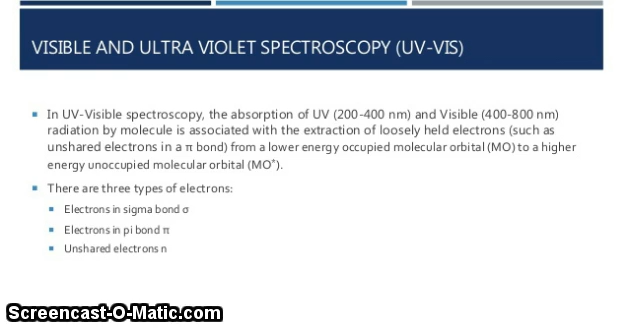 VISIBLE AND ULTRA VIOLET SPECTROSCOPY (UV-VIS)
In UV-Visible spectroscopy, the absorption of UV (200-400 nm) and Visible (400-800 nm)
radiation by molecule is associated with the extraction of loosely held electrons (such as
unshared electrons in a π bond) from a lower energy occupied molecular orbital (MO) to a higher
energy unoccupied molecular orbital (MO*).
There are three types of electrons:
Electrons in sigma bond σ
Electrons in pi bond π
Unshared electrons n
Screencast-O-Matic.com